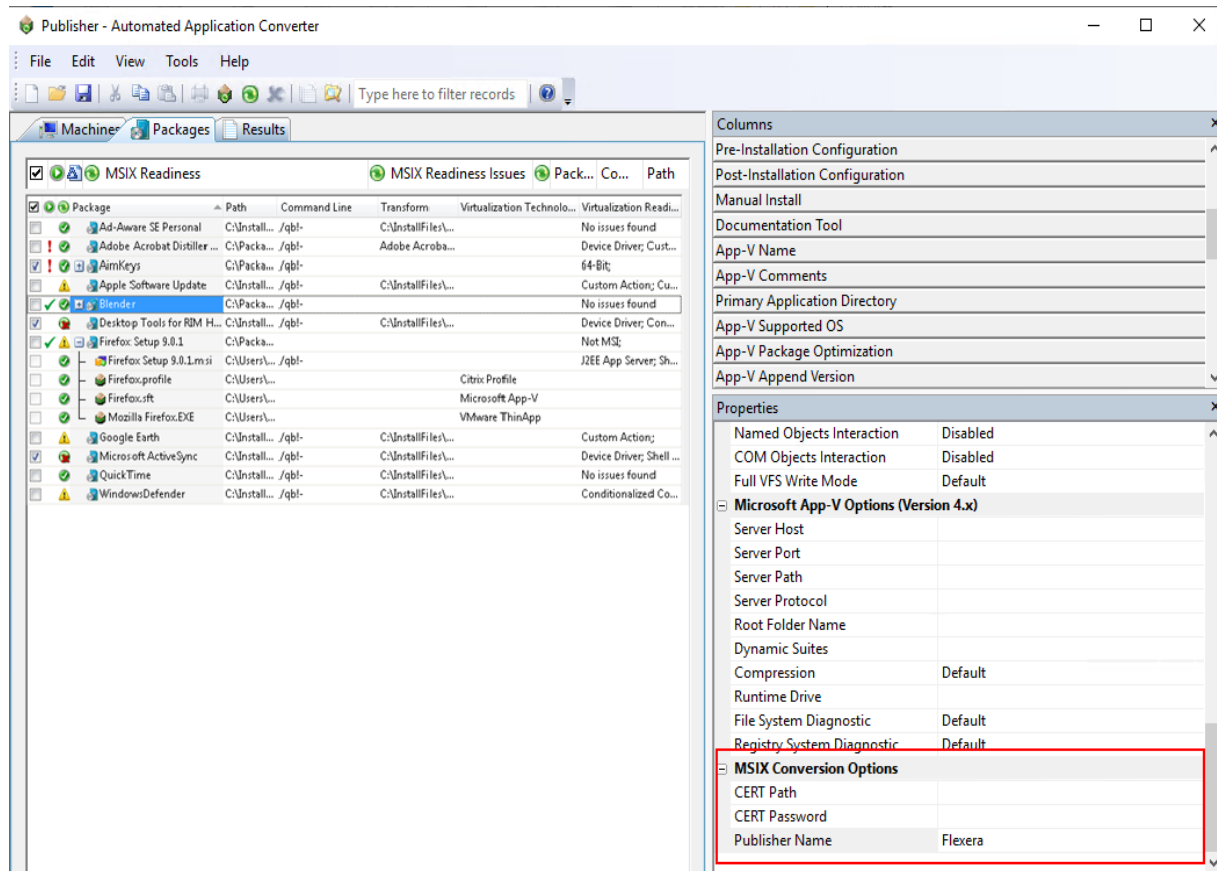 Publisher - Automated Application Converter
File Edit View Tools Help
Type here to filter records
Machines Packages Results
MSIX Readiness MSIX Readiness Issues Pack... Co... Path
Package Path Command Line Transform Virtualization Technolo... Virtualization Readi...
Ad-Aware SE Personal C:\Install... /qb!- C:\InstallFiles\... No issues found
Adobe Acrobat Distiller ... C:\Packa... /qb!- Adobe Acroba... Device Driver; Cust...
AimKeys C:\Packa... /qb!- 64-Bit;
Apple Software Update C:\Install... /qb!- C:\InstallFiles\... Custom Action; Cu...
Blender C:\Packa... /qb!- No issues found
Desktop Tools for RIM H... C:\Install... /qb!- C:\InstallFiles\... Device Driver; Con...
Firefox Setup 9.0.1 C:\Packa... Not MSI;
Firefox Setup 9.0.1.msi C:\Users\... /qb!- J2EE App Server; Sh...
Firefox.profile C:\Users\... Citrix Profile
Firefox.sft C:\Users\... Microsoft App-V
Mozilla Firefox.EXE C:\Users\... VMware ThinApp
Google Earth C:\Install... /qb!- C:\InstallFiles\... Custom Action;
Microsoft ActiveSync C:\Install... /qb!- C:\InstallFiles\... Device Driver; Shell ...
QuickTime C:\Install... /qb!- C:\InstallFiles\... No issues found
WindowsDefender C:\Install... /qb!- C:\InstallFiles\... Conditionalized Co...
Columns
Pre-Installation Configuration
Post-Installation Configuration
Manual Install
Documentation Tool
App-V Name
App-V Comments
Primary Application Directory
App-V Supported OS
App-V Package Optimization
App-V Append Version
Properties
Named Objects Interaction Disabled
COM Objects Interaction Disabled
Full VFS Write Mode Default
Microsoft App-V Options (Version 4.x)
Server Host
Server Port
Server Path
Server Protocol
Root Folder Name
Dynamic Suites
Compression Default
Runtime Drive
File System Diagnostic Default
Registry System Diagnostic Default
MSIX Conversion Options
CERT Path
CERT Password
Publisher Name Flexera